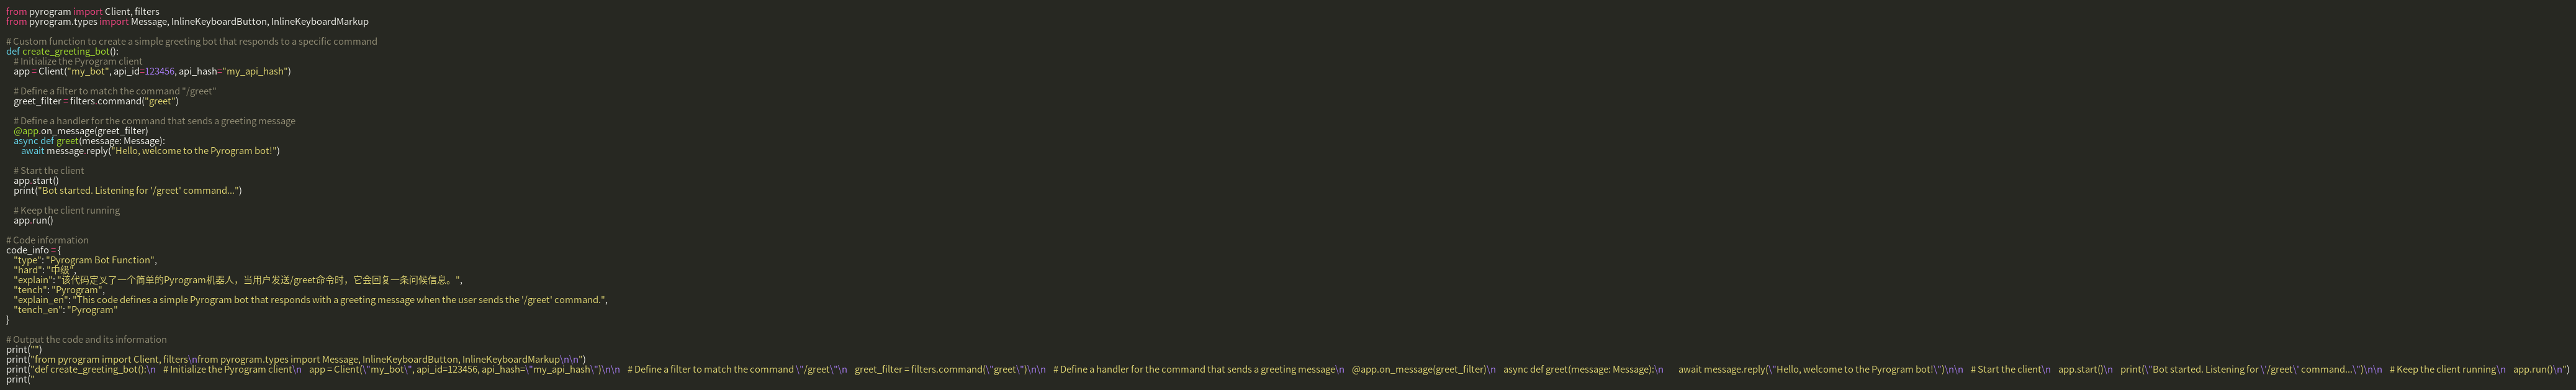 from pyrogram import Client, filters
from pyrogram.types import Message, InlineKeyboardButton, InlineKeyboardMarkup

# Custom function to create a simple greeting bot that responds to a specific command
def create_greeting_bot():
    # Initialize the Pyrogram client
    app = Client("my_bot", api_id=123456, api_hash="my_api_hash")

    # Define a filter to match the command "/greet"
    greet_filter = filters.command("greet")

    # Define a handler for the command that sends a greeting message
    @app.on_message(greet_filter)
    async def greet(message: Message):
        await message.reply("Hello, welcome to the Pyrogram bot!")

    # Start the client
    app.start()
    print("Bot started. Listening for '/greet' command...")

    # Keep the client running
    app.run()

# Code information
code_info = {
    "type": "Pyrogram Bot Function",
    "hard": "中级",
    "explain": "该代码定义了一个简单的Pyrogram机器人，当用户发送/greet命令时，它会回复一条问候信息。",
    "tench": "Pyrogram",
    "explain_en": "This code defines a simple Pyrogram bot that responds with a greeting message when the user sends the '/greet' command.",
    "tench_en": "Pyrogram"
}

# Output the code and its information
print("")
print("from pyrogram import Client, filters\nfrom pyrogram.types import Message, InlineKeyboardButton, InlineKeyboardMarkup\n\n")
print("def create_greeting_bot():\n    # Initialize the Pyrogram client\n    app = Client(\"my_bot\", api_id=123456, api_hash=\"my_api_hash\")\n\n    # Define a filter to match the command \"/greet\"\n    greet_filter = filters.command(\"greet\")\n\n    # Define a handler for the command that sends a greeting message\n    @app.on_message(greet_filter)\n    async def greet(message: Message):\n        await message.reply(\"Hello, welcome to the Pyrogram bot!\")\n\n    # Start the client\n    app.start()\n    print(\"Bot started. Listening for \'/greet\' command...\")\n\n    # Keep the client running\n    app.run()\n")
print("